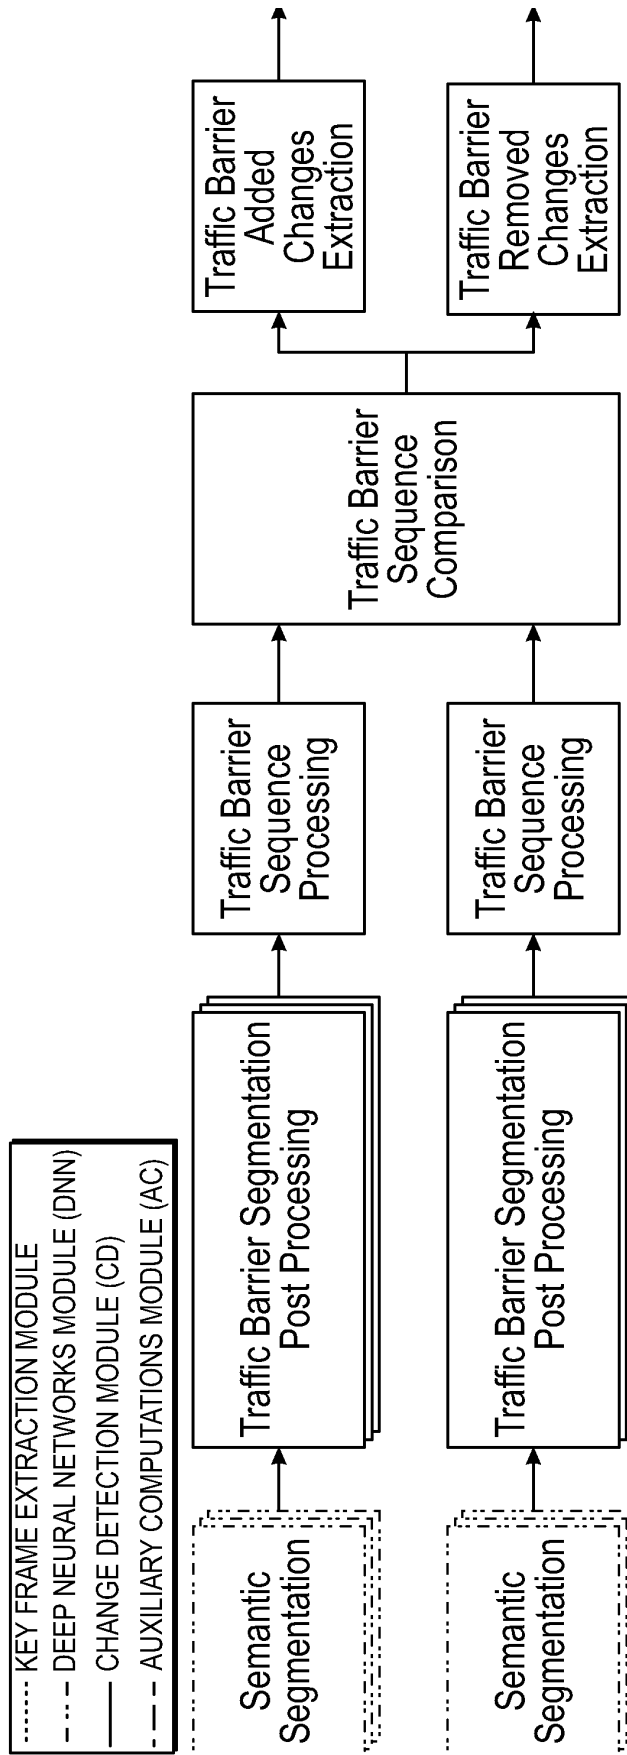 KEY FRAME EXTRACTION MODULE
DEEP NEURAL NETWORKS MODULE (DNN)
CHANGE DETECTION MODULE (CD)
AUXILIARY COMPUTATIONS MODULE (AC)
Semantic
Segmentation
Traffic Barrier Segmentation
Post Processing
Traffic Barrier
Sequence
Processing
Traffic Barrier
Sequence
Comparison
Traffic Barrier
Added
Changes
Extraction
Semantic
Segmentation
Traffic Barrier Segmentation
Post Processing
Traffic Barrier
Sequence
Processing
Traffic Barrier
Removed
Changes
Extraction